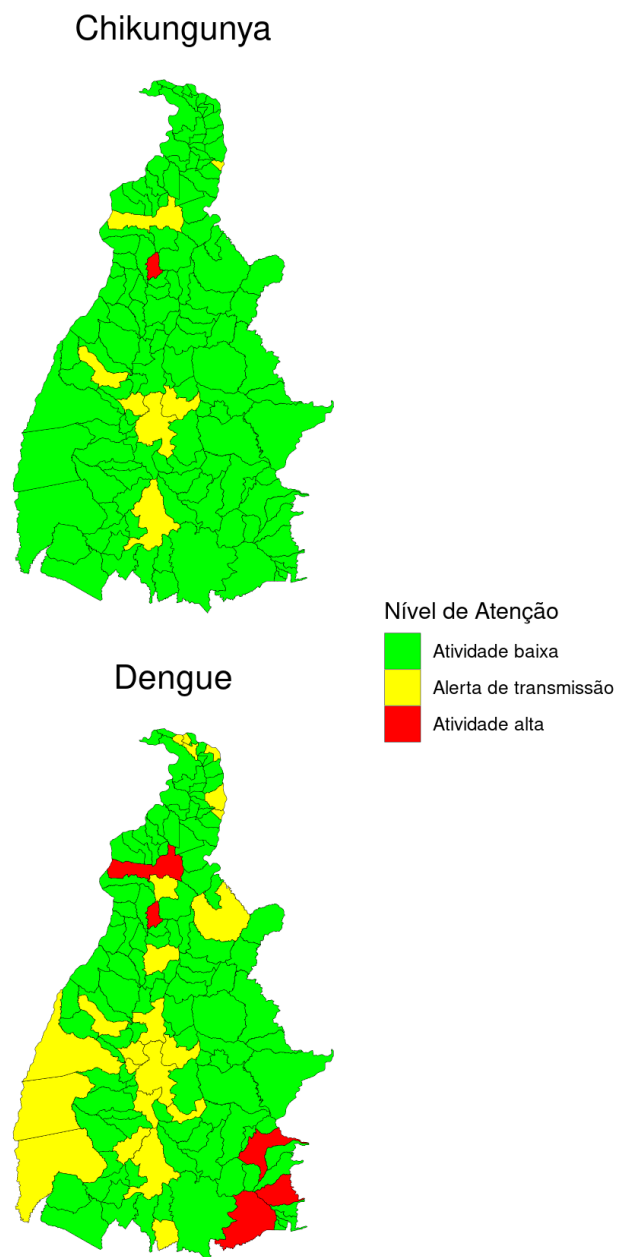 Chikungunya
Nível de Atenção
Atividade baixa
Alerta de transmissão
Atividade alta
Dengue